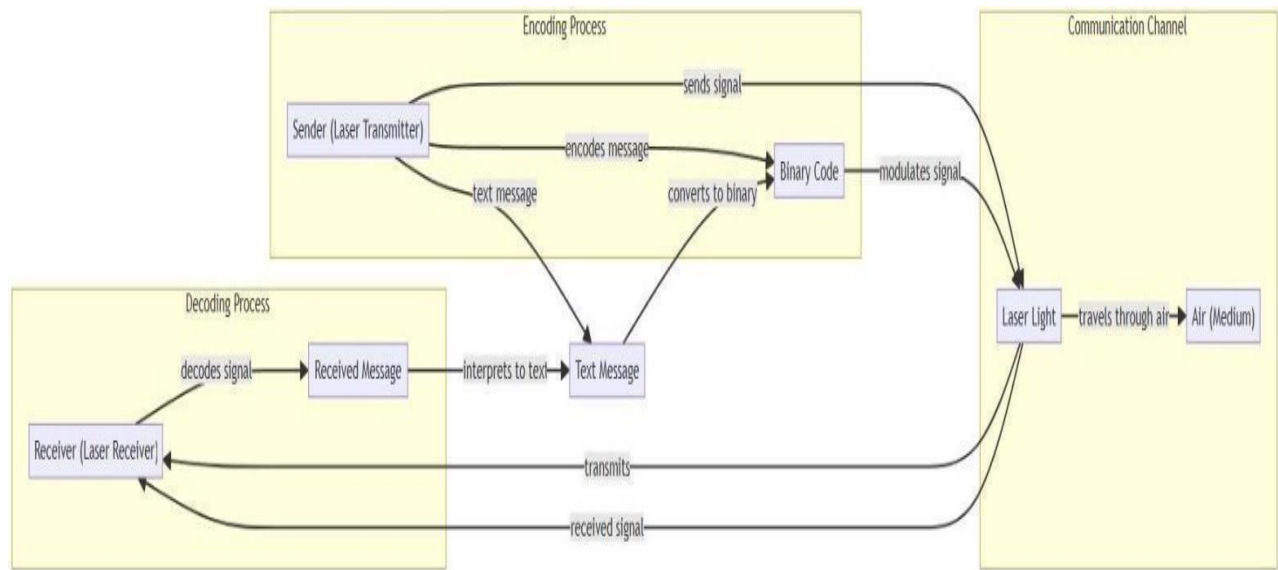 Encoding Process
Communication Channel
sends signal
Sender (Laser Transmitter)
encodes message
Binary Code
modulates signal
text message
converts to binary
Decoding Process
Laser Light
travels through air
Air (Medium)
decodes signal
Received Message
interprets to text
Text Message
Receiver (Laser Receiver)
transmits
received signal